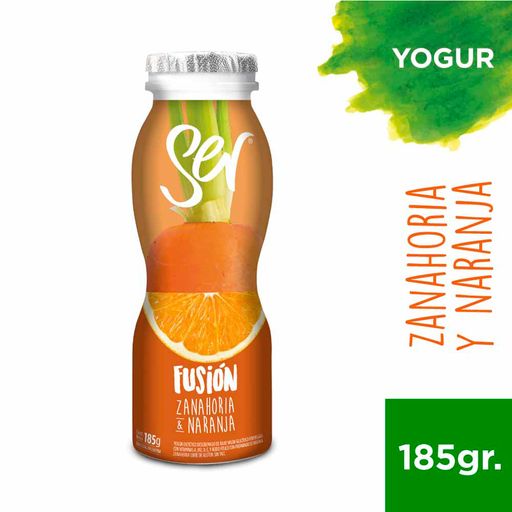 YOGUR
Ser®
ZANAHORIA
Y NARANJA
FUSIÓN
ZANAHORIA
& NARANJA
185g
185gr.